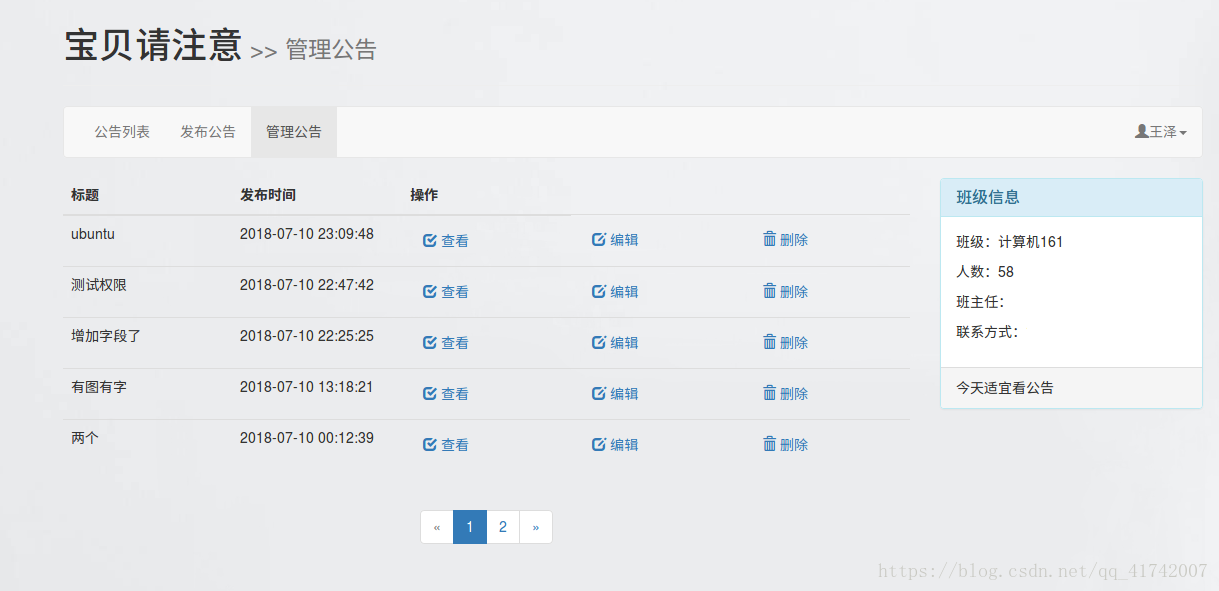 宝贝请注意 >> 管理公告
公告列表 发布公告 管理公告 王泽
标题 发布时间 操作
ubuntu 2018-07-10 23:09:48 查看 编辑 删除
测试权限 2018-07-10 22:47:42 查看 编辑 删除
增加字段了 2018-07-10 22:25:25 查看 编辑 删除
有图有字 2018-07-10 13:18:21 查看 编辑 删除
两个 2018-07-10 00:12:39 查看 编辑 删除
« 1 2 »
班级信息
班级：计算机161
人数：58
班主任：
联系方式：
今天适宜看公告
https://blog.csdn.net/qq_41742007